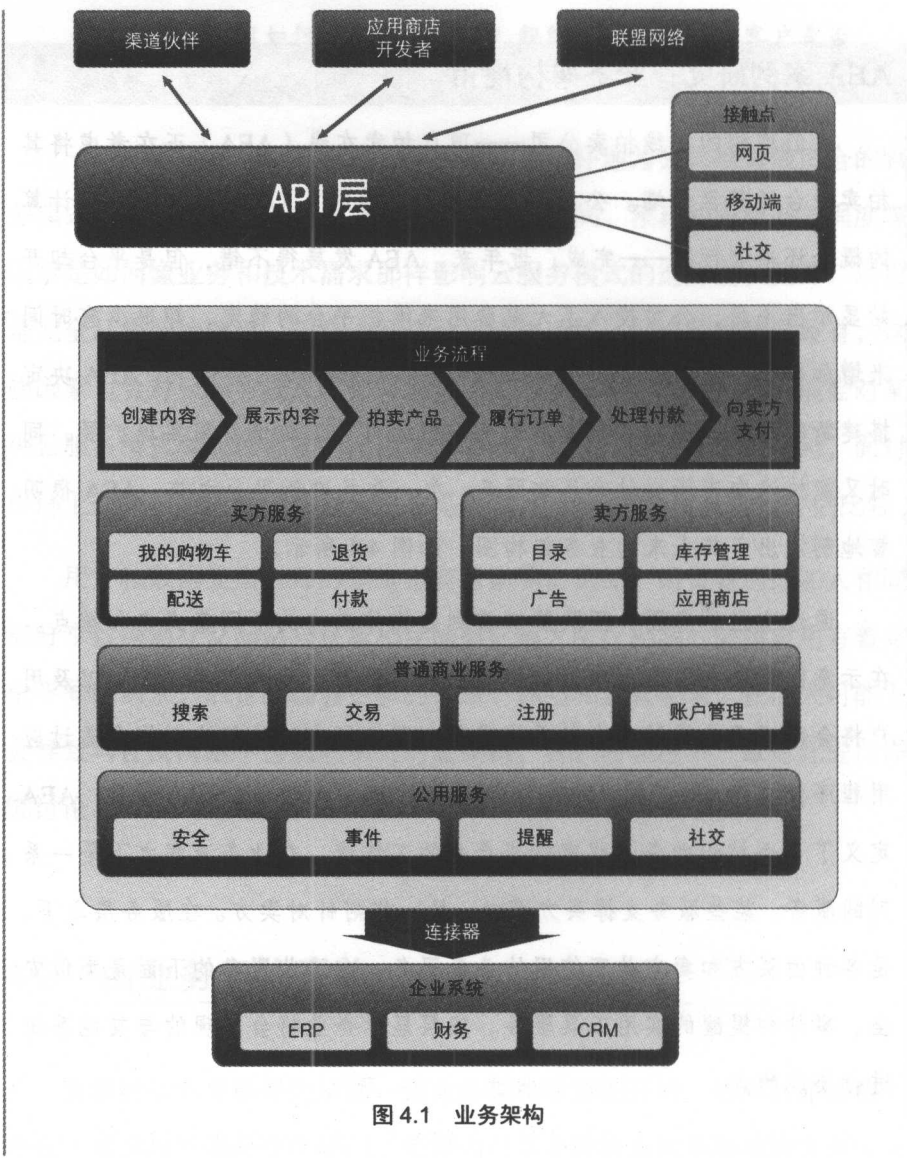 渠道伙伴
应用商店
开发者
联盟网络
接触点
网页
移动端
社交
API层
业务流程
创建内容
展示内容
拍卖产品
履行订单
处理付款
向卖方
支付
买方服务
我的购物车
退货
配送
付款
卖方服务
目录
库存管理
广告
应用商店
普通商业服务
搜索
交易
注册
账户管理
公用服务
安全
事件
提醒
社交
连接器
企业系统
ERP
财务
CRM
图 4.1 业务架构